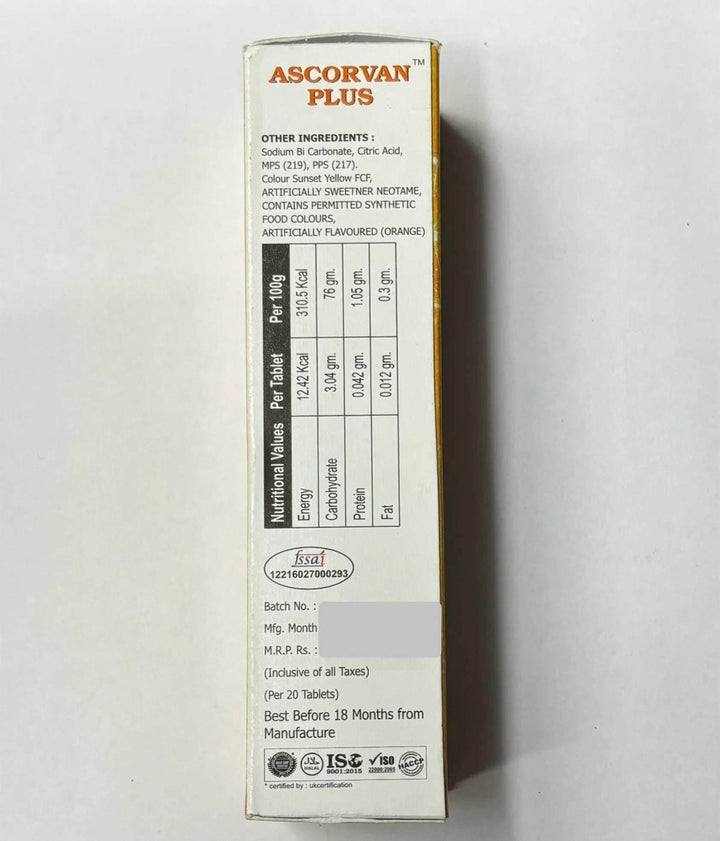 ASCORVAN™
PLUS
OTHER INGREDIENTS :
Sodium Bi Carbonate, Citric Acid,
MPS (219), PPS (217).
Colour Sunset Yellow FCF,
ARTIFICIALLY SWEETNER NEOTAME,
CONTAINS PERMITTED SYNTHETIC
FOOD COLOURS,
ARTIFICIALLY FLAVOURED (ORANGE)
Nutritional Values Per Tablet Per 100g
Energy 12.42 Kcal 310.5 Kcal
Carbohydrate 3.04 gm. 76 gm.
Protein 0.042 gm. 1.05 gm.
Fat 0.012 gm. 0.3 gm.
fssai
12216027000293
Batch No. :
Mfg. Month
M.R.P. Rs. :
(Inclusive of all Taxes)
(Per 20 Tablets)
Best Before 18 Months from
Manufacture
حلال
HALAL
ISO
9001:2015
ISO
22000:2005
HACCP
* certified by : ukcertification